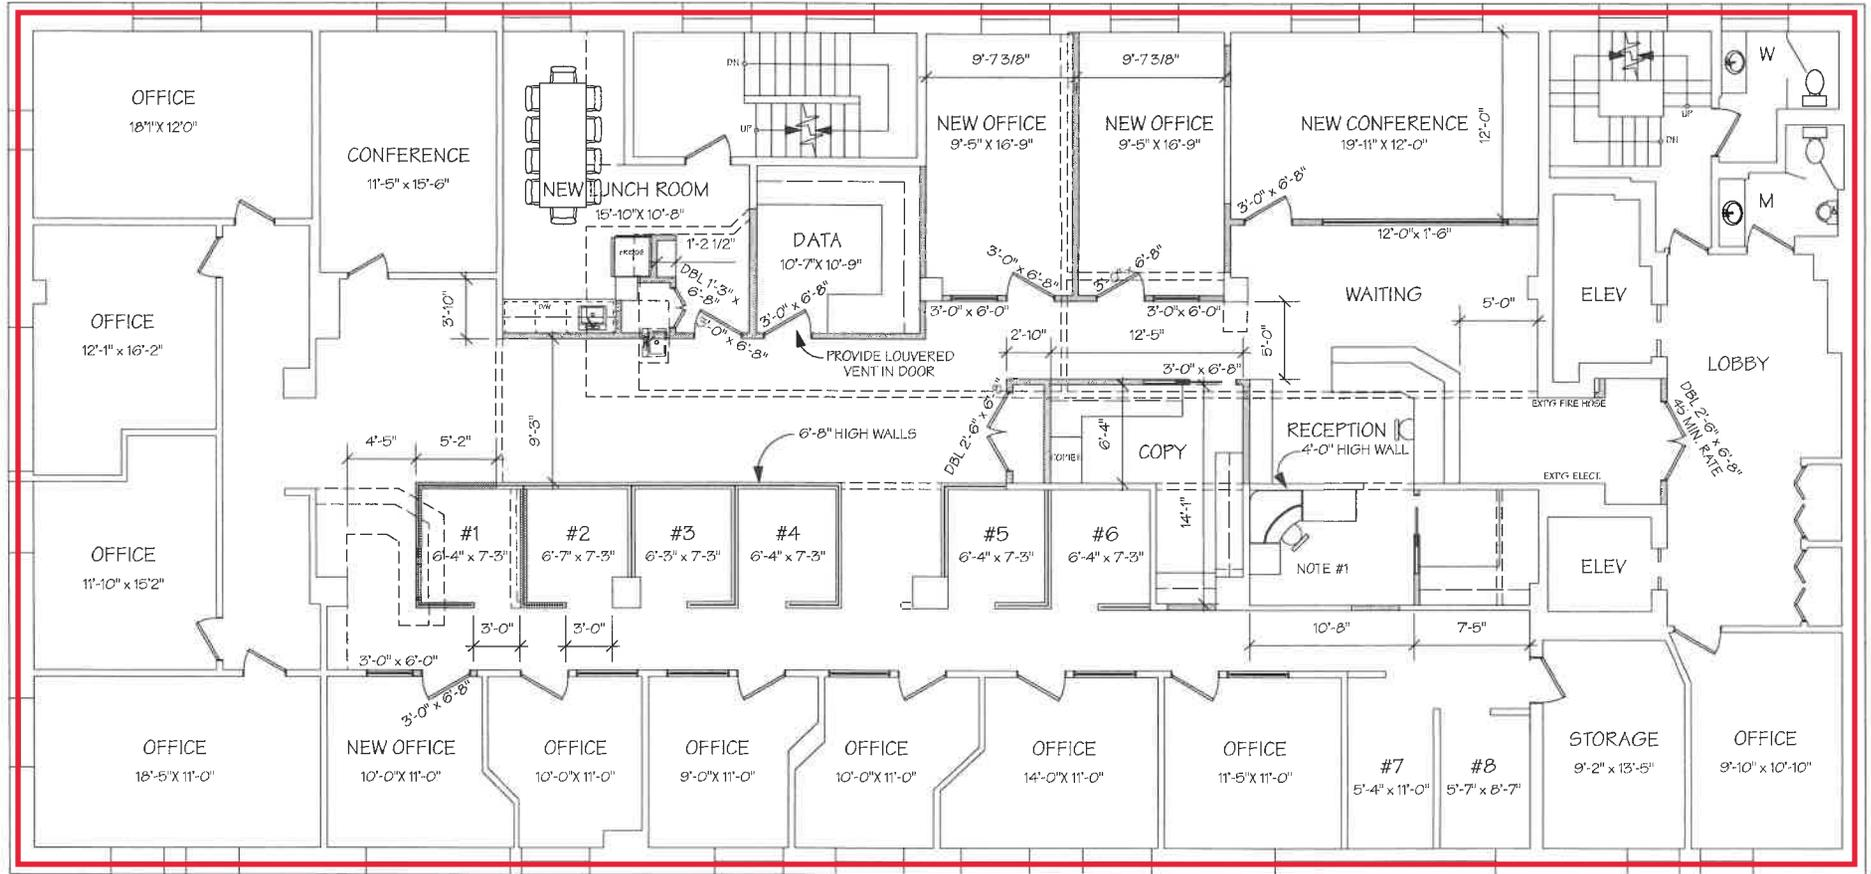 OFFICE
18'1"X 12'0"
CONFERENCE
11'-5" x 15'-6"
NEW LUNCH ROOM
15'-10"X 10'-8"
DN
UP
9'-7 3/8"
9'-7 3/8"
NEW OFFICE
9'-5" X 16'-9"
NEW OFFICE
9'-5" X 16'-9"
NEW CONFERENCE
19'-11" X 12'-0"
12'-0"
UP
DN
W
M
3'-0" x 6'-8"
12'-0"x 1'-6"
1'-2 1/2"
FRIDGE
DBL 1'-3" x
6'-8"
D/W
DATA
10'-7"X 10'-9"
3'-0" x 6'-8"
3'-0" x 6'-8"
3'-0" x 6'-8"
3'-0" x 6'-8"
3'-0" x 6'-0"
3'-0" x 6'-0"
OFFICE
12'-1" x 16'-2"
3'-10"
PROVIDE LOUVERED
VENT IN DOOR
2'-10"
12'-5"
5'-0"
WAITING
5'-0"
ELEV
LOBBY
3'-0" x 6'-8"
EXT'G FIRE HOSE
DBL 2'-6" x 6'-8"
45 MIN. RATE
4'-5"
5'-2"
9'-3"
6'-8" HIGH WALLS
DBL 2'-6" x 6'-8"
6'-4"
COPIER
COPY
RECEPTION
4'-0" HIGH WALL
EXT'G ELECT.
14'-1"
OFFICE
11'-10" x 15'2"
#1
6'-4" x 7'-3"
#2
6'-7" x 7'-3"
#3
6'-3" x 7'-3"
#4
6'-4" x 7'-3"
#5
6'-4" x 7'-3"
#6
6'-4" x 7'-3"
NOTE #1
ELEV
3'-0"
3'-0"
10'-8"
7'-5"
3'-0" x 6'-0"
3'-0" x 6'-8"
OFFICE
18'-5"X 11'-0"
NEW OFFICE
10'-0"X 11'-0"
OFFICE
10'-0"X 11'-0"
OFFICE
9'-0"X 11'-0"
OFFICE
10'-0"X 11'-0"
OFFICE
14'-0"X 11'-0"
OFFICE
11'-5"X 11'-0"
#7
5'-4" x 11'-0"
#8
5'-7" x 8'-7"
STORAGE
9'-2" x 13'-5"
OFFICE
9'-10" x 10'-10"